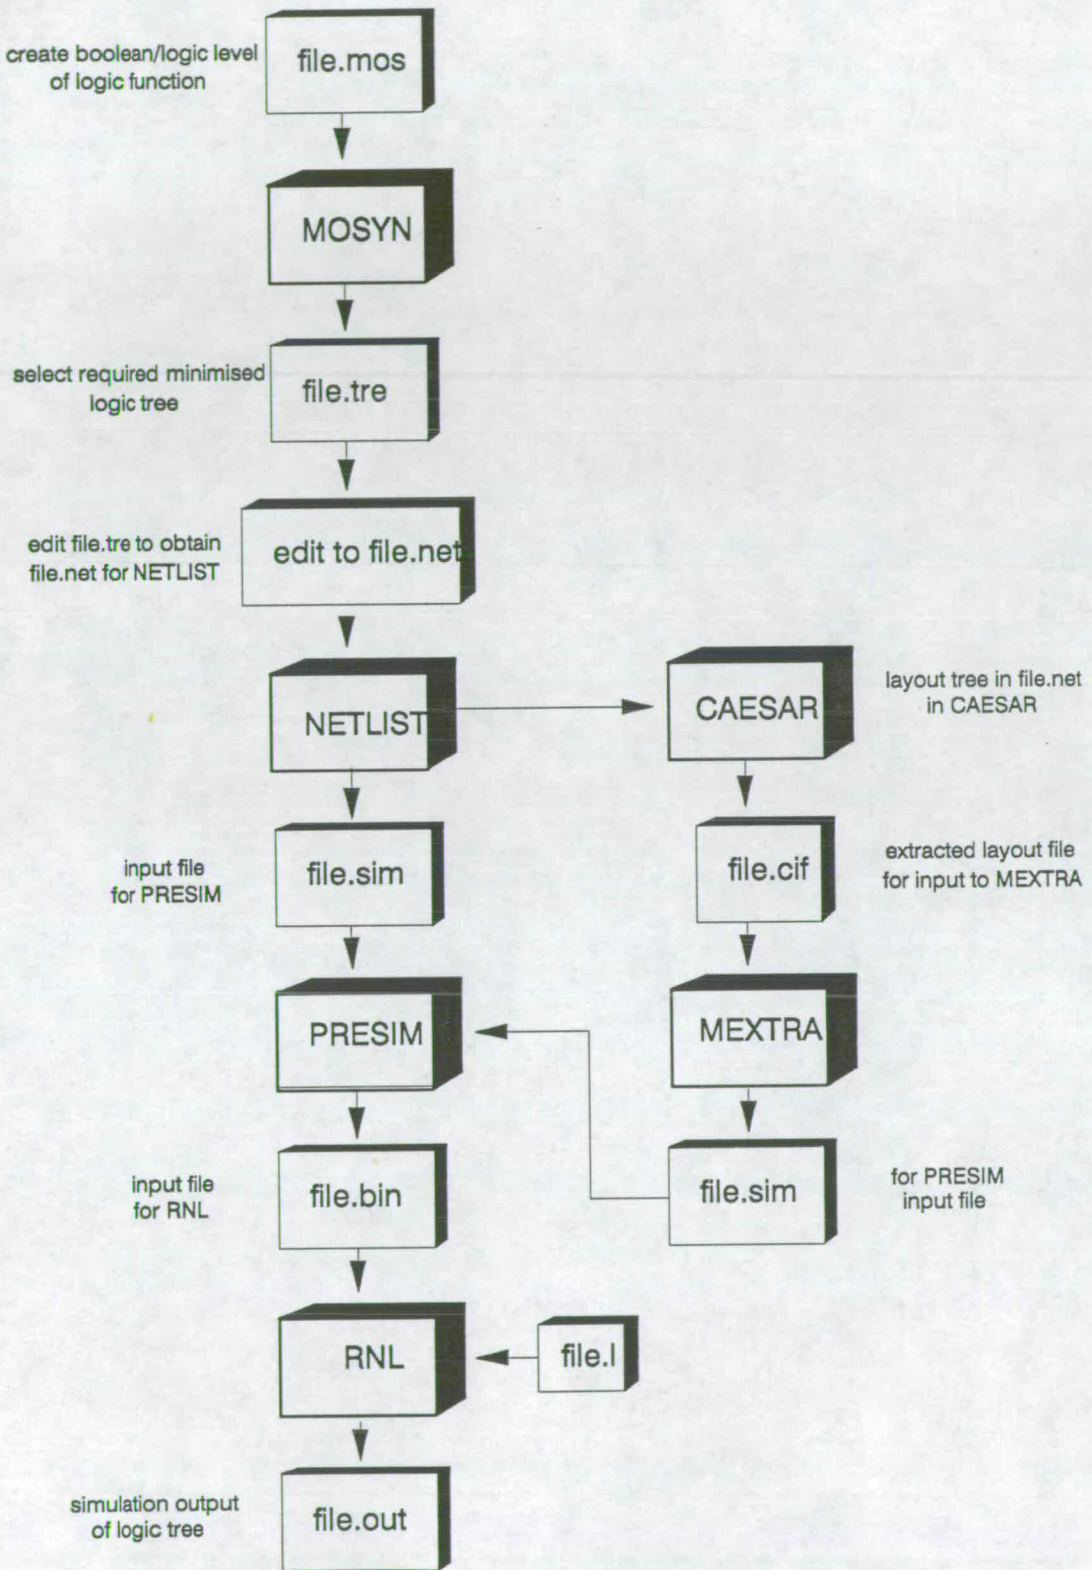 create boolean/logic level
of logic function
file.mos
MOSYN
select required minimised
logic tree
file.tre
edit file.tre to obtain
file.net for NETLIST
edit to file.net
NETLIST
CAESAR
layout tree in file.net
in CAESAR
input file
for PRESIM
file.sim
file.cif
extracted layout file
for input to MEXTRA
PRESIM
MEXTRA
input file
for RNL
file.bin
file.sim
for PRESIM
input file
RNL
file.l
simulation output
of logic tree
file.out